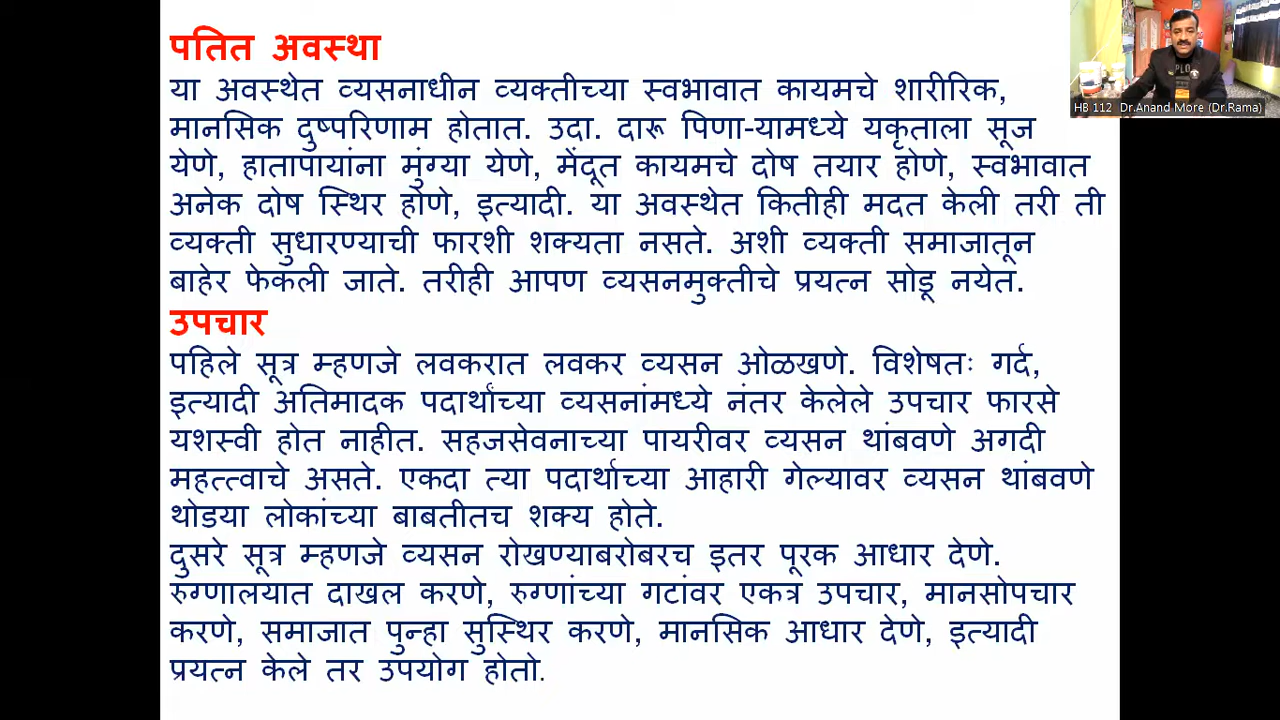 पतित अवस्था
या अवस्थेत व्यसनाधीन व्यक्तीच्या स्वभावात कायमचे शारीरिक,
मानसिक दुष्परिणाम होतात. उदा. दारू पिणा-यामध्ये यकृताला सूज
येणे, हातापायांना मुंग्या येणे, मेंदूत कायमचे दोष तयार होणे, स्वभावात
अनेक दोष स्थिर होणे, इत्यादी. या अवस्थेत कितीही मदत केली तरी ती
व्यक्ती सुधारण्याची फारशी शक्यता नसते. अशी व्यक्ती समाजातून
बाहेर फेकली जाते. तरीही आपण व्यसनमुक्तीचे प्रयत्न सोडू नयेत.
उपचार
पहिले सूत्र म्हणजे लवकरात लवकर व्यसन ओळखणे. विशेषतः गर्द,
इत्यादी अतिमादक पदार्थांच्या व्यसनांमध्ये नंतर केलेले उपचार फारसे
यशस्वी होत नाहीत. सहजसेवनाच्या पायरीवर व्यसन थांबवणे अगदी
महत्त्वाचे असते. एकदा त्या पदार्थाच्या आहारी गेल्यावर व्यसन थांबवणे
थोडया लोकांच्या बाबतीतच शक्य होते.
दुसरे सूत्र म्हणजे व्यसन रोखण्याबरोबरच इतर पूरक आधार देणे.
रुग्णालयात दाखल करणे, रुग्णांच्या गटांवर एकत्र उपचार, मानसोपचार
करणे, समाजात पुन्हा सुस्थिर करणे, मानसिक आधार देणे, इत्यादी
प्रयत्न केले तर उपयोग होतो.
HB 112 Dr.Anand More (Dr.Rama)